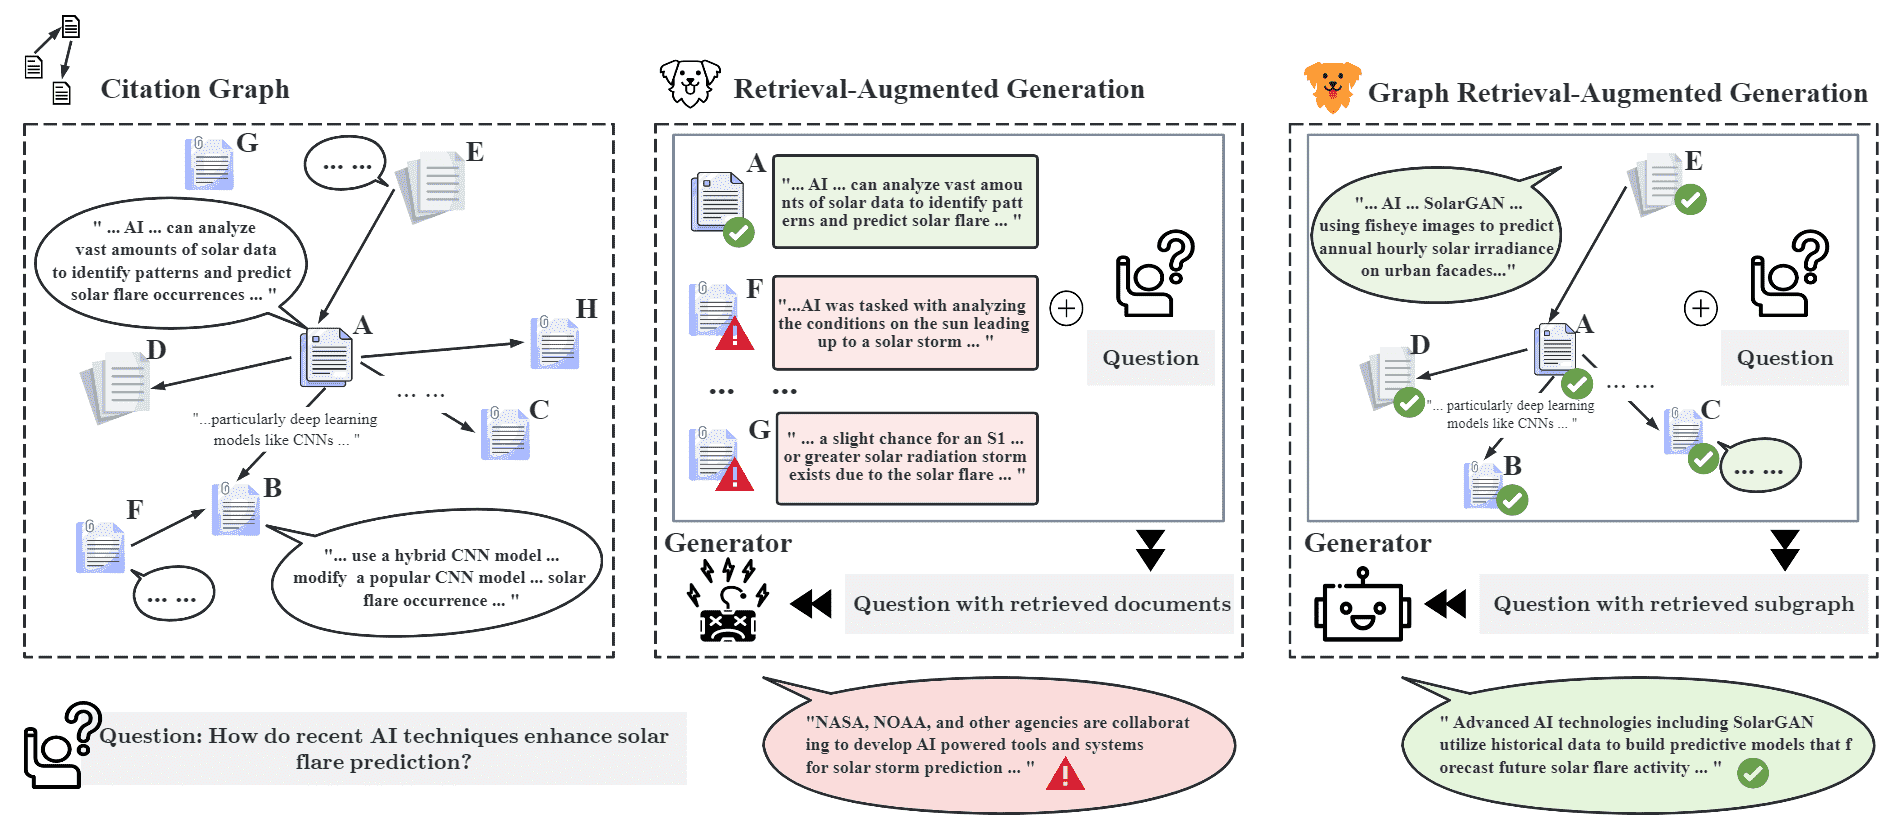 Citation Graph
G
... ...
E
" ... AI ... can analyze
vast amounts of solar data
to identify patterns and predict
solar flare occurrences ... "
A
H
D
... ...
C
"...particularly deep learning
models like CNNs ... "
B
F
... ...
"... use a hybrid CNN model ...
modify a popular CNN model ... solar
flare occurrence ... "
Question: How do recent AI techniques enhance solar
flare prediction?
Retrieval-Augmented Generation
A
"... AI ... can analyze vast amou
nts of solar data to identify patt
erns and predict solar flare ... "
F
"...AI was tasked with analyzing
the conditions on the sun leading
up to a solar storm ... "
... ...
G
" ... a slight chance for an S1 ...
or greater solar radiation storm
exists due to the solar flare ... "
Question
Generator
Question with retrieved documents
"NASA, NOAA, and other agencies are collaborat
ing to develop AI powered tools and systems
for solar storm prediction ... "
Graph Retrieval-Augmented Generation
E
"... AI ... SolarGAN ...
using fisheye images to predict
annual hourly solar irradiance
on urban facades..."
A
D
... ...
"... particularly deep learning
models like CNNs ... "
C
B
... ...
Question
Generator
Question with retrieved subgraph
" Advanced AI technologies including SolarGAN
utilize historical data to build predictive models that f
orecast future solar flare activity ... "